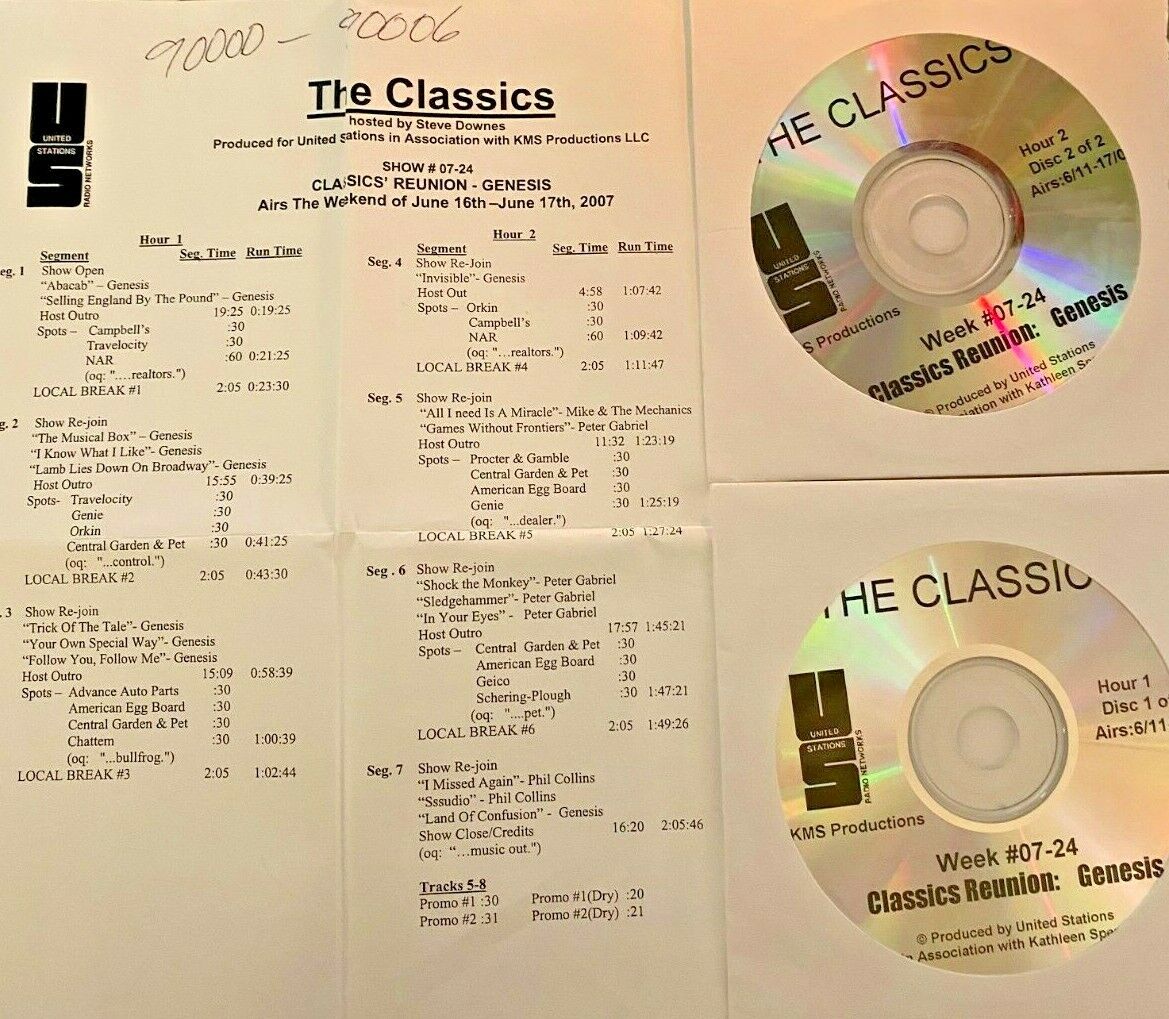 90000 - 90006
UNITED
STATIONS
RADIO NETWORKS
The Classics
hosted by Steve Downes
Produced for United Stations in Association with KMS Productions LLC
SHOW # 07-24
CLASSICS' REUNION - GENESIS
Airs The Weekend of June 16th–June 17th, 2007
Hour 1
Segment Seg. Time Run Time
eg. 1 Show Open
"Abacab" – Genesis
"Selling England By The Pound" – Genesis
Host Outro 19:25 0:19:25
Spots – Campbell's :30
Travelocity :30
NAR :60 0:21:25
(oq: "....realtors.")
LOCAL BREAK #1 2:05 0:23:30
g. 2 Show Re-join
"The Musical Box" – Genesis
"I Know What I Like"- Genesis
"Lamb Lies Down On Broadway"- Genesis
Host Outro 15:55 0:39:25
Spots- Travelocity :30
Genie :30
Orkin :30
Central Garden & Pet :30 0:41:25
(oq: "...control.")
LOCAL BREAK #2 2:05 0:43:30
. 3 Show Re-join
"Trick Of The Tale"- Genesis
"Your Own Special Way"- Genesis
"Follow You, Follow Me"- Genesis
Host Outro 15:09 0:58:39
Spots – Advance Auto Parts :30
American Egg Board :30
Central Garden & Pet :30
Chattem :30 1:00:39
(oq: "...bullfrog.")
LOCAL BREAK #3 2:05 1:02:44
Hour 2
Segment Seg. Time Run Time
Seg. 4 Show Re-Join
"Invisible"- Genesis
Host Out 4:58 1:07:42
Spots – Orkin :30
Campbell's :30
NAR :60 1:09:42
(oq: "...realtors.")
LOCAL BREAK #4 2:05 1:11:47
Seg. 5 Show Re-join
"All I need Is A Miracle"- Mike & The Mechanics
"Games Without Frontiers"- Peter Gabriel
Host Outro 11:32 1:23:19
Spots – Procter & Gamble :30
Central Garden & Pet :30
American Egg Board :30
Genie :30 1:25:19
(oq: "...dealer.")
LOCAL BREAK #5 2:05 1:27:24
Seg . 6 Show Re-join
"Shock the Monkey"- Peter Gabriel
"Sledgehammer"- Peter Gabriel
"In Your Eyes" - Peter Gabriel
Host Outro 17:57 1:45:21
Spots – Central Garden & Pet :30
American Egg Board :30
Geico :30
Schering-Plough :30 1:47:21
(oq: "....pet.")
LOCAL BREAK #6 2:05 1:49:26
Seg. 7 Show Re-join
"I Missed Again"- Phil Collins
"Sssudio" - Phil Collins
"Land Of Confusion" - Genesis
Show Close/Credits 16:20 2:05:46
(oq: "...music out.")
Tracks 5-8
Promo #1 :30 Promo #1(Dry) :20
Promo #2 :31 Promo #2(Dry) :21
THE CLASSICS
Hour 2
Disc 2 of 2
Airs:6/11-17/0
UNITED
STATIONS
RADIO NETWORKS
S Productions
Week #07-24
Classics Reunion: Genesis
© Produced by United Stations
ociation with Kathleen Spe
THE CLASSIC
Hour 1
Disc 1 o
Airs:6/11
UNITED
STATIONS
RADIO NETWORKS
KMS Productions
Week #07-24
Classics Reunion: Genesis
© Produced by United Stations
n Association with Kathleen Spe